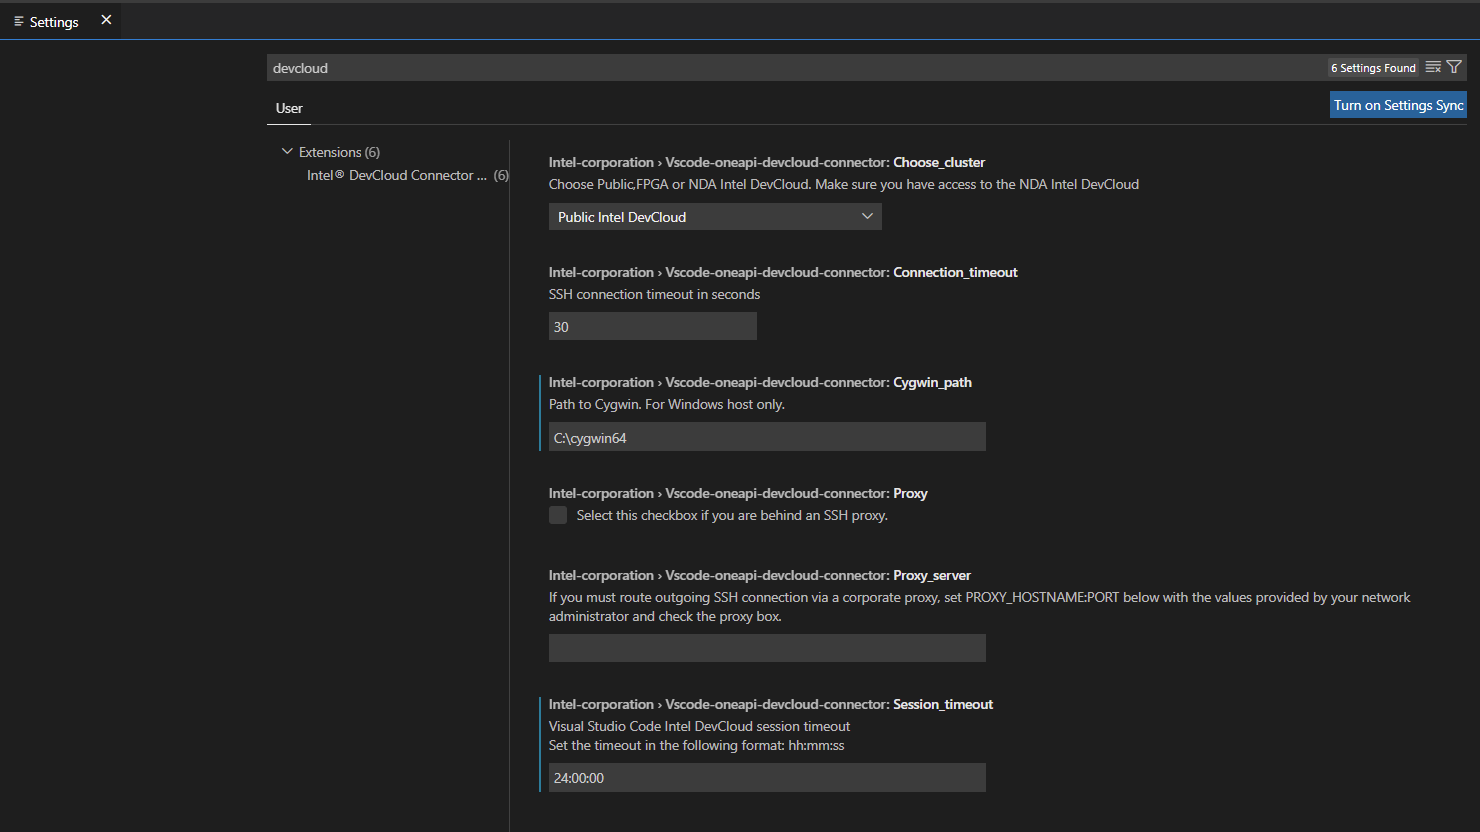 Settings
devcloud
6 Settings Found
User
Turn on Settings Sync
Extensions (6)
Intel® DevCloud Connector ... (6)
Intel-corporation › Vscode-oneapi-devcloud-connector: Choose_cluster
Choose Public,FPGA or NDA Intel DevCloud. Make sure you have access to the NDA Intel DevCloud
Public Intel DevCloud
Intel-corporation › Vscode-oneapi-devcloud-connector: Connection_timeout
SSH connection timeout in seconds
30
Intel-corporation › Vscode-oneapi-devcloud-connector: Cygwin_path
Path to Cygwin. For Windows host only.
C:\cygwin64
Intel-corporation › Vscode-oneapi-devcloud-connector: Proxy
Select this checkbox if you are behind an SSH proxy.
Intel-corporation › Vscode-oneapi-devcloud-connector: Proxy_server
If you must route outgoing SSH connection via a corporate proxy, set PROXY_HOSTNAME:PORT below with the values provided by your network
administrator and check the proxy box.
Intel-corporation › Vscode-oneapi-devcloud-connector: Session_timeout
Visual Studio Code Intel DevCloud session timeout
Set the timeout in the following format: hh:mm:ss
24:00:00